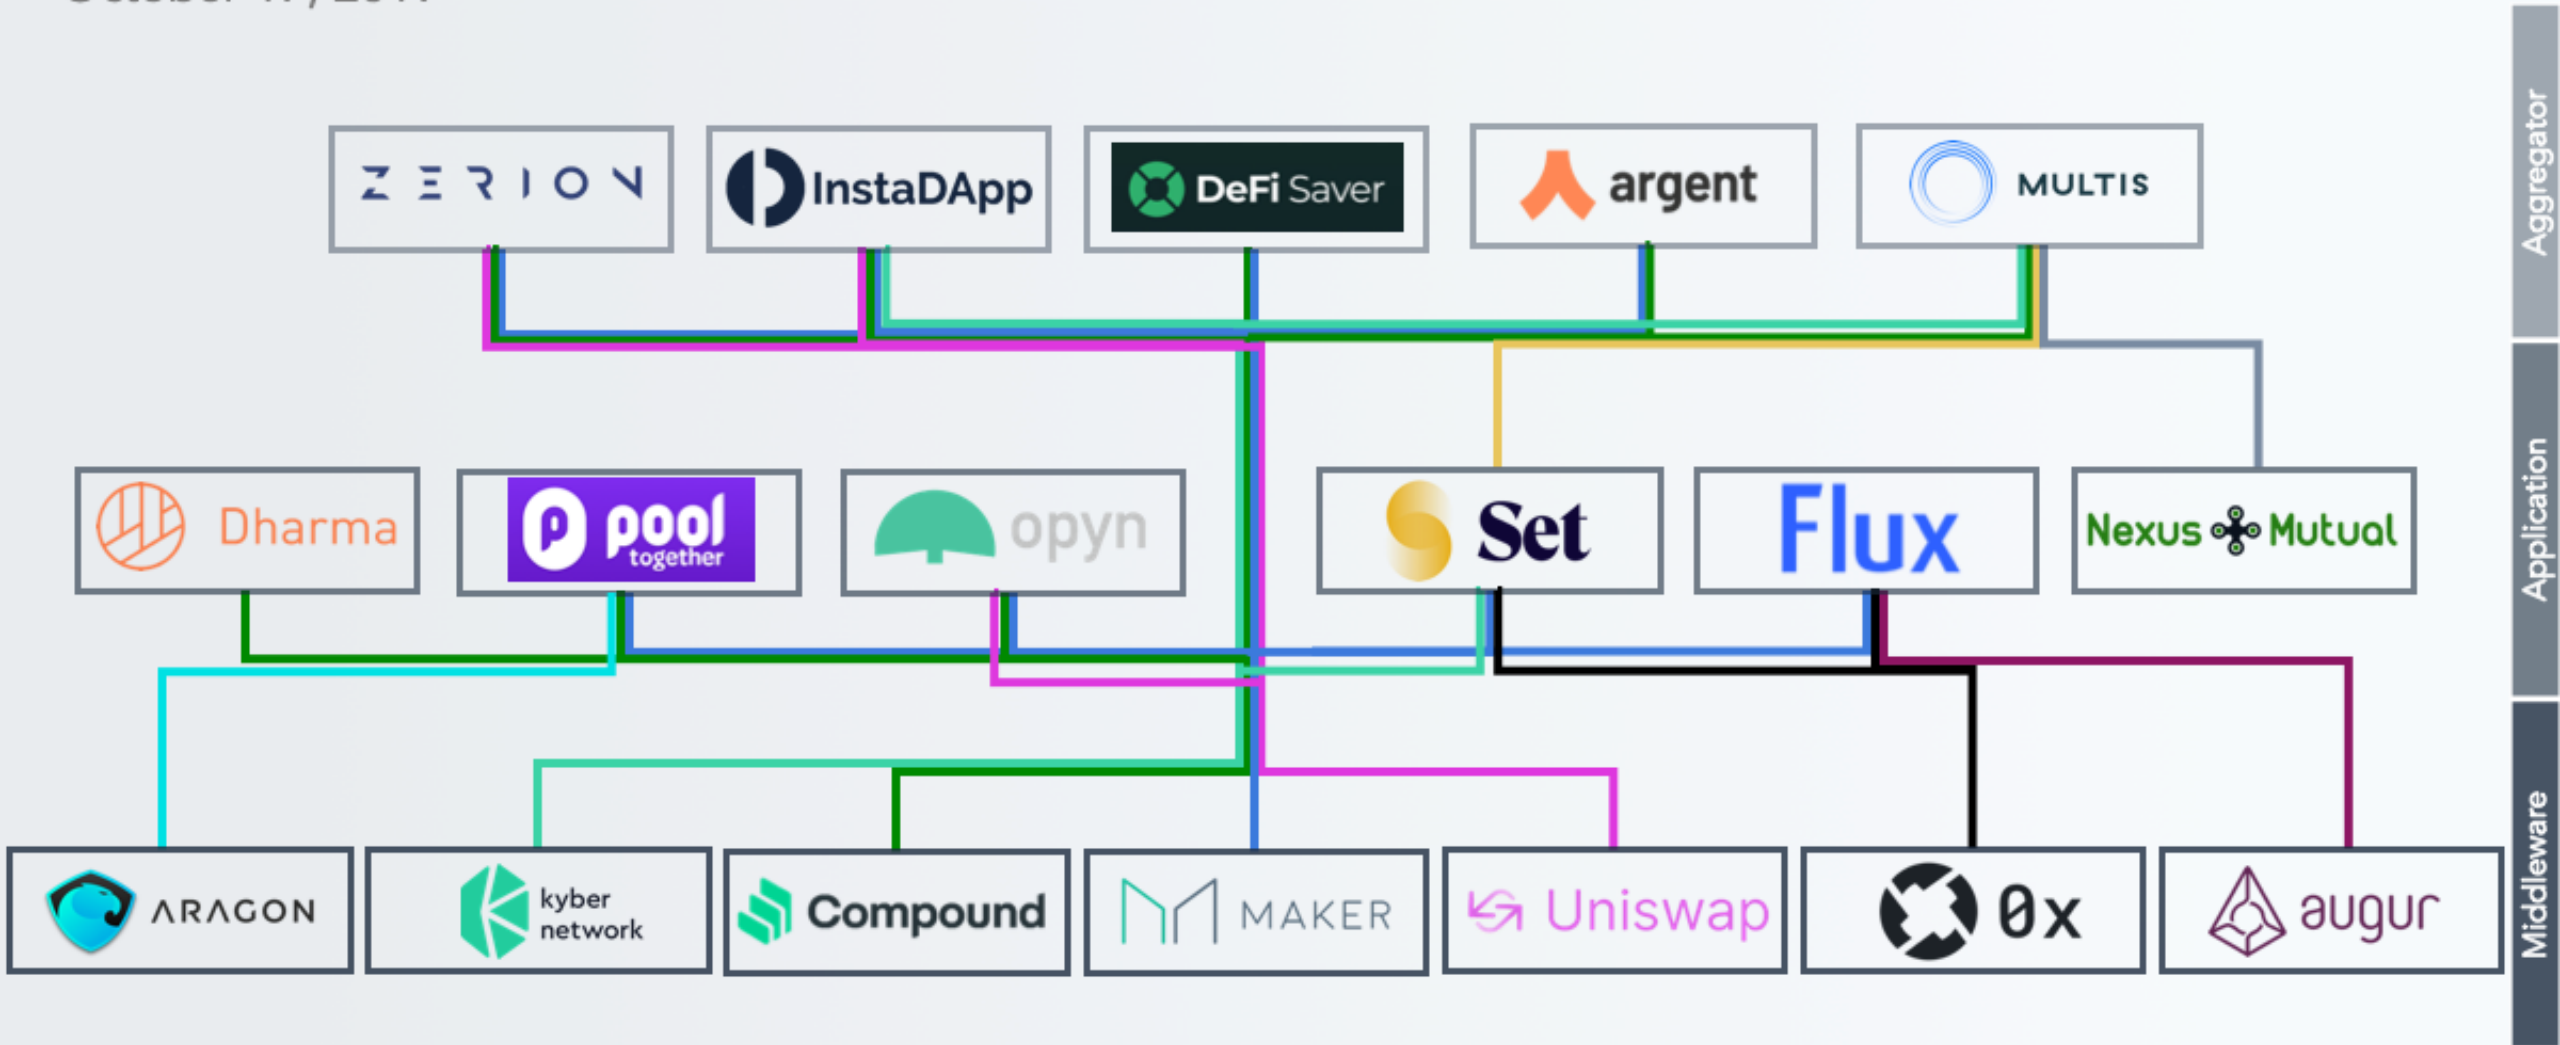 ZERION
InstaDApp
DeFi Saver
argent
MULTIS
Aggregator
Dharma
pool
together
opyn
Set
Flux
Nexus Mutual
Application
ARAGON
kyber
network
Compound
MAKER
Uniswap
0x
augur
Middleware